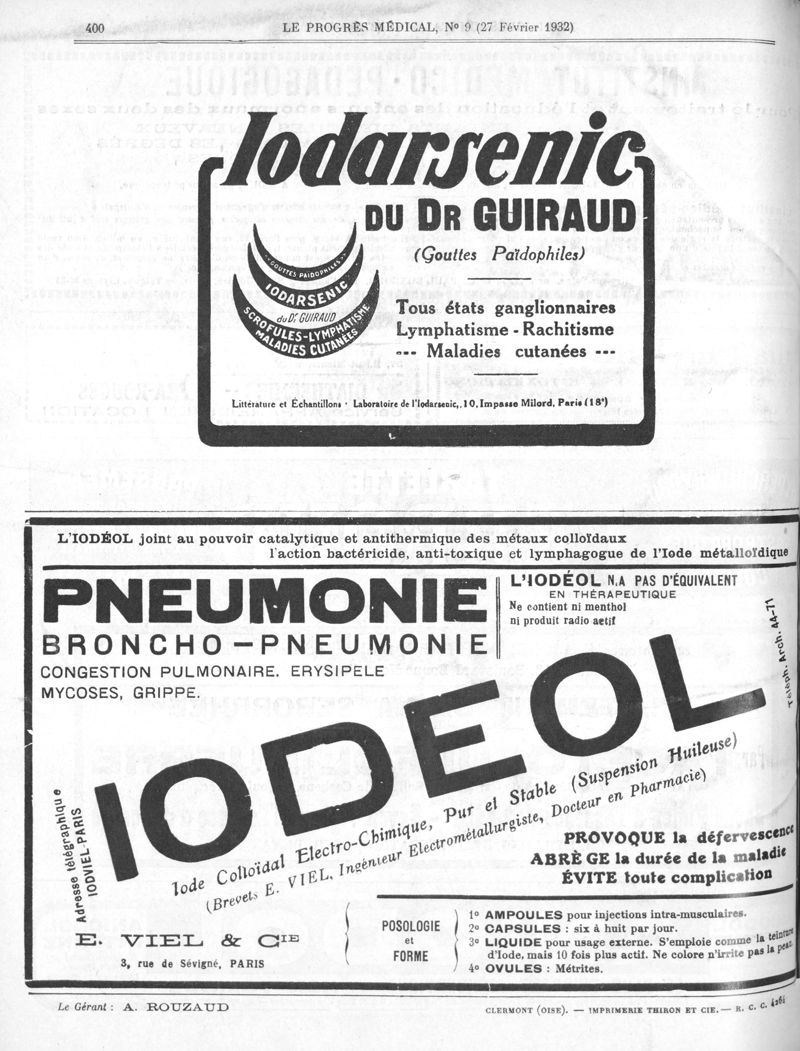 400
LE PROGRÈS MÉDICAL, No 9 (27 Février 1932)
Iodarsenic
DU DR GUIRAUD
(Gouttes Païdophiles)
GOUTTES PAÏDOPHILES
IODARSENIC
du Dr. GUIRAUD
SCROFULES-LYMPHATISME
MALADIES CUTANÉES
Tous états ganglionnaires
Lymphatisme - Rachitisme
--- Maladies cutanées ---
Littérature et Échantillons · Laboratoire de l'Iodarsenic,.10, Impasse Milord, Paris (18e)
L'IODÉOL joint au pouvoir catalytique et antithermique des métaux colloïdaux
l'action bactéricide, anti-toxique et lymphagogue de l'Iode métalloïdique
PNEUMONIE
BRONCHO-PNEUMONIE
CONGESTION PULMONAIRE. ERYSIPELE
MYCOSES, GRIPPE.
L'IODÉOL N.A PAS D'ÉQUIVALENT
EN THÉRAPEUTIQUE
Ne contient ni menthol
ni produit radio actif
Téléph. Arch. 44-71
IODEOL
Iode Colloïdal Electro-Chimique, Pur et Stable (Suspension Huileuse)
(Brevets E. VIEL, Ingénieur Electrométallurgiste, Docteur en Pharmacie)
Adresse télégraphique
IODVIEL-PARIS
PROVOQUE la défervescence
ABRÈGE la durée de la maladie
ÉVITE toute complication
E. VIEL & CIE
3, rue de Sévigné, PARIS
POSOLOGIE
et
FORME
1o AMPOULES pour injections intra-musculaires.
2o CAPSULES : six à huit par jour.
3o LIQUIDE pour usage externe. S'emploie comme la teinture
d'Iode, mais 10 fois plus actif. Ne colore n'irrite pas la peau.
4o OVULES : Métrites.
Le Gérant : A. ROUZAUD
CLERMONT (OISE). — IMPRIMERIE THIRON ET CIE. — R. C. C. 4261